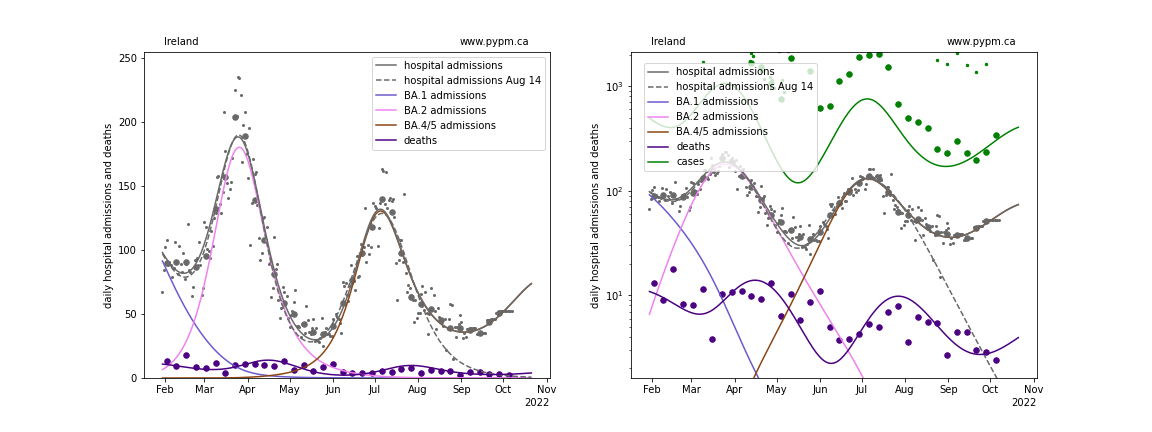 Ireland www.pypm.ca
daily hospital admissions and deaths
250
200
150
100
50
0
hospital admissions
hospital admissions Aug 14
BA.1 admissions
BA.2 admissions
BA.4/5 admissions
deaths
Feb Mar Apr May Jun Jul Aug Sep Oct Nov
2022
Ireland www.pypm.ca
daily hospital admissions and deaths
10³
10²
10¹
hospital admissions
hospital admissions Aug 14
BA.1 admissions
BA.2 admissions
BA.4/5 admissions
deaths
cases
Feb Mar Apr May Jun Jul Aug Sep Oct Nov
2022